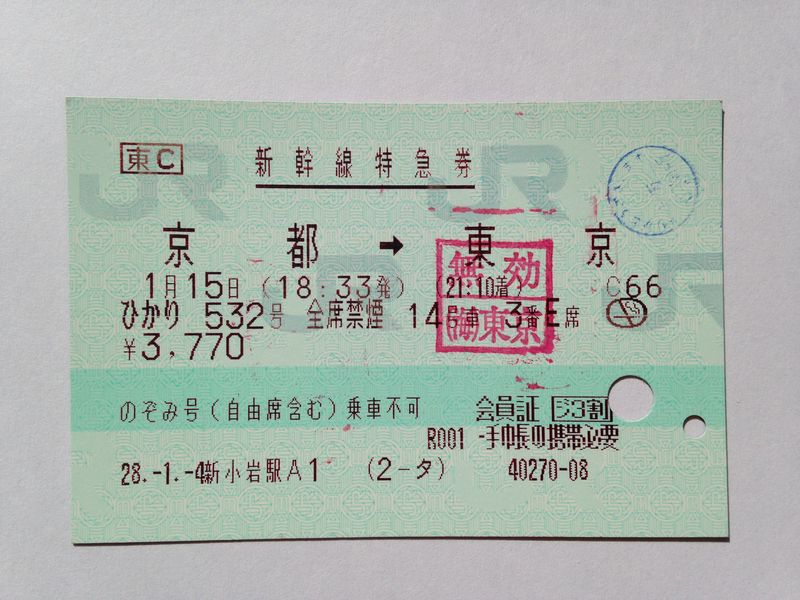 東C 新幹線特急券
京都 → 東京
1月15日 (18:33発) (21:10着) C66
ひかり 532号 全席禁煙 14号車 3番E席
¥3,770
無効
東京
のぞみ号(自由席含む)乗車不可 会員証 ジ3割
R001 -手帳の携帯必要
28.-1.-4新小岩駅A1 (2-タ) 40270-08
JR JR
JR JR